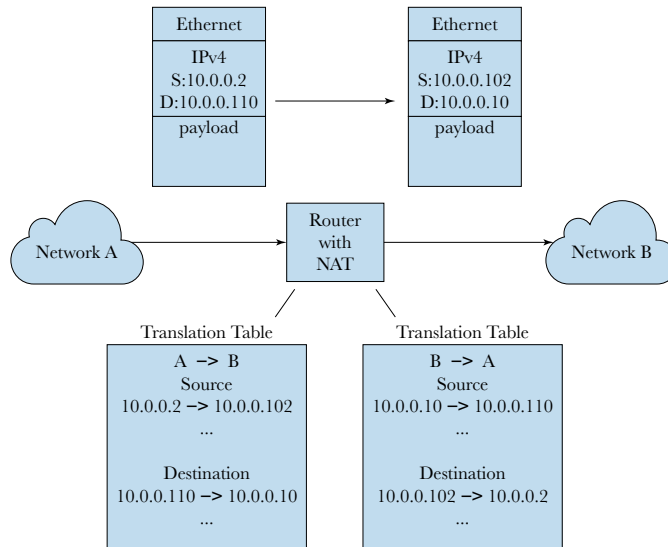 Ethernet
IPv4
S:10.0.0.2
D:10.0.0.110
payload
Ethernet
IPv4
S:10.0.0.102
D:10.0.0.10
payload
Network A
Router
with
NAT
Network B
Translation Table
A -> B
Source
10.0.0.2 -> 10.0.0.102
...
Destination
10.0.0.110 -> 10.0.0.10
...
Translation Table
B -> A
Source
10.0.0.10 -> 10.0.0.110
...
Destination
10.0.0.102 -> 10.0.0.2
...